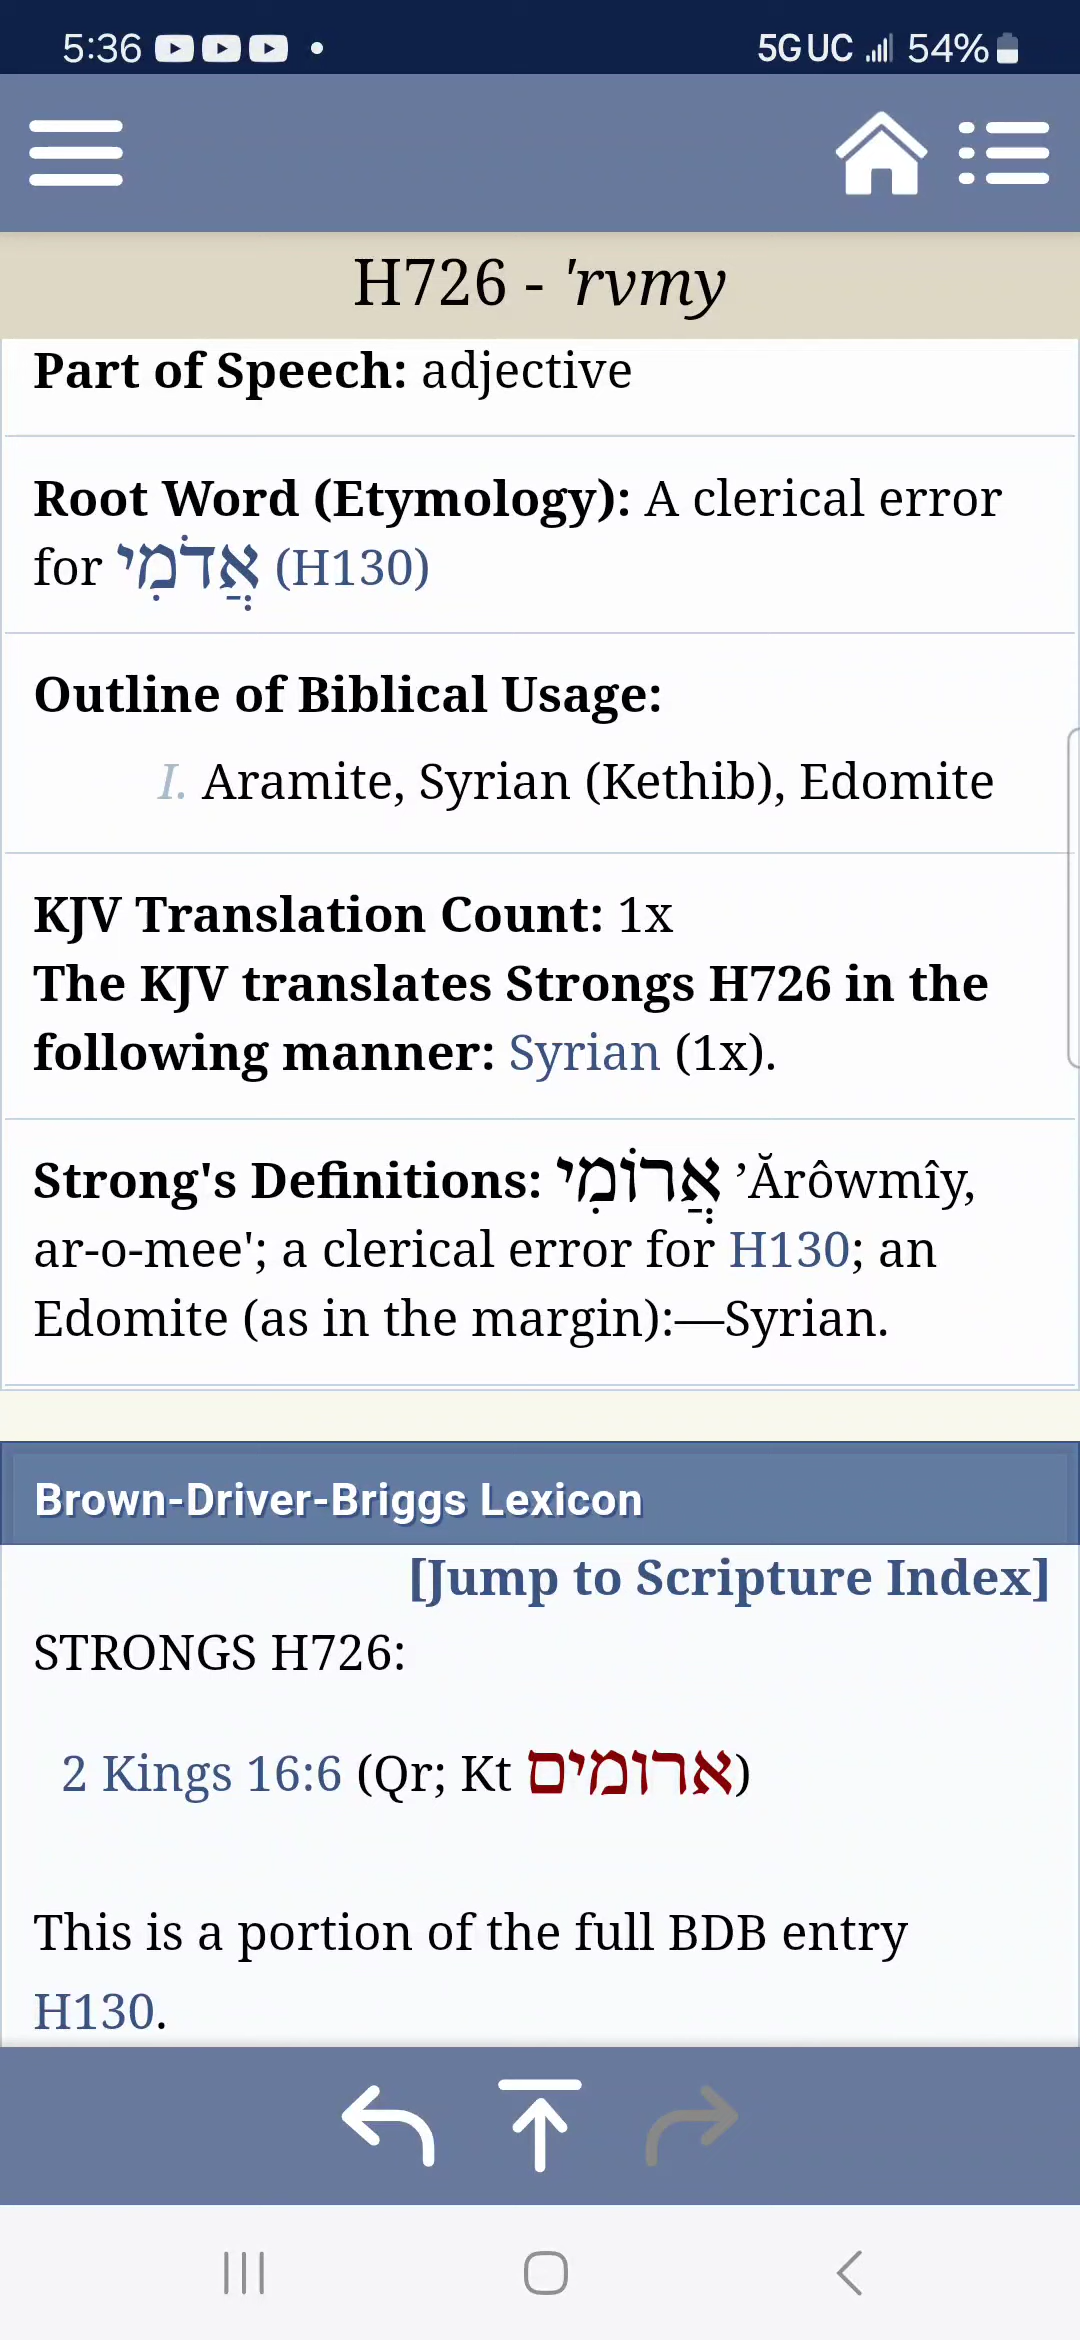 5:36 5G UC 54%
H726 - 'rvmy
Part of Speech: adjective
Root Word (Etymology): A clerical error
for אֲדֹמִי (H130)
Outline of Biblical Usage:
I. Aramite, Syrian (Kethib), Edomite
KJV Translation Count: 1x
The KJV translates Strongs H726 in the
following manner: Syrian (1x).
Strong's Definitions: אֲרוֹמִי ʼĂrôwmîy,
ar-o-mee'; a clerical error for H130; an
Edomite (as in the margin):—Syrian.
Brown-Driver-Briggs Lexicon
[Jump to Scripture Index]
STRONGS H726:
2 Kings 16:6 (Qr; Kt ארומים)
This is a portion of the full BDB entry
H130.